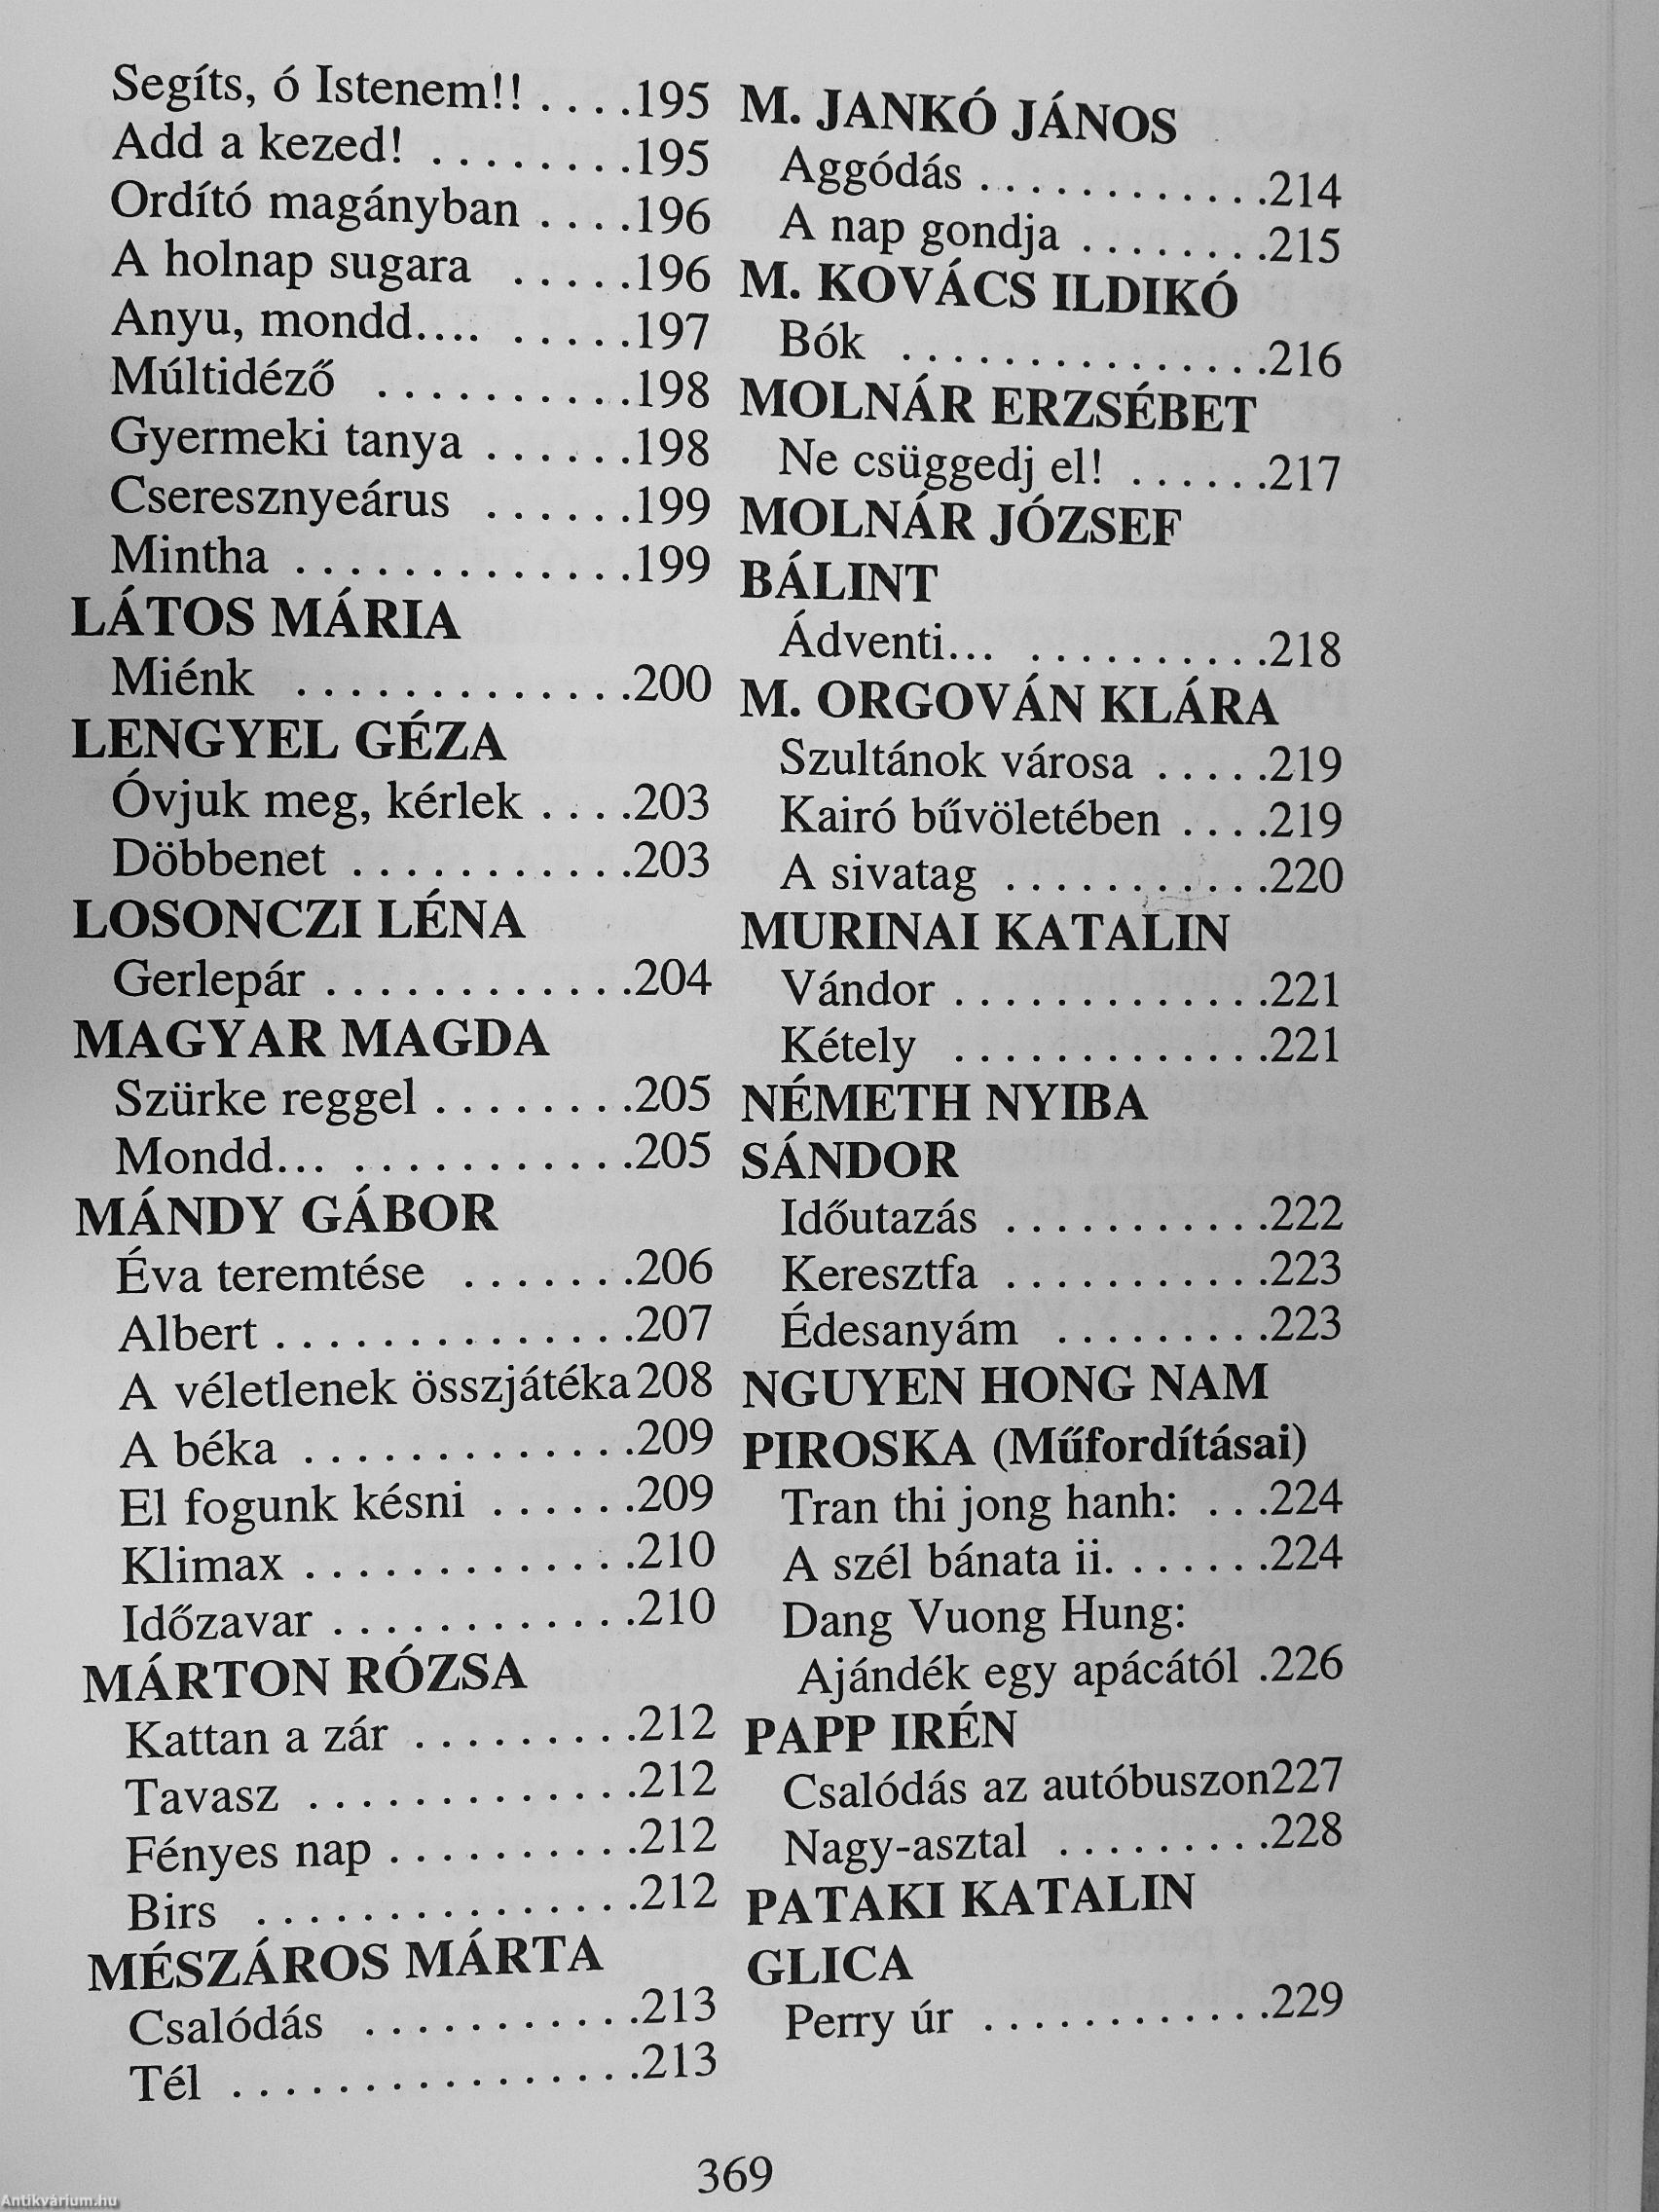 Segíts, ó Istenem!! . . . .195
Add a kezed! . . . . . . . .195
Ordító magányban . . . .196
A holnap sugara . . . . .196
Anyu, mondd.... . . . . .197
Múltidéző . . . . . . . . . .198
Gyermeki tanya . . . . . .198
Cseresznyeárus . . . . . .199
Mintha . . . . . . . . . . . . .199
LÁTOS MÁRIA
Miénk . . . . . . . . . . . . .200
LENGYEL GÉZA
Óvjuk meg, kérlek . . . .203
Döbbenet . . . . . . . . . . .203
LOSONCZI LÉNA
Gerlepár . . . . . . . . . . . .204
MAGYAR MAGDA
Szürke reggel . . . . . . . .205
Mondd... . . . . . . . . . . .205
MÁNDY GÁBOR
Éva teremtése . . . . . . .206
Albert . . . . . . . . . . . . . .207
A véletlenek összjátéka208
A béka . . . . . . . . . . . . .209
El fogunk késni . . . . . .209
Klimax . . . . . . . . . . . . .210
Időzavar . . . . . . . . . . . .210
MÁRTON RÓZSA
Kattan a zár . . . . . . . . .212
Tavasz . . . . . . . . . . . . .212
Fényes nap . . . . . . . . . .212
Birs . . . . . . . . . . . . . . .212
MÉSZÁROS MÁRTA
Csalódás . . . . . . . . . . .213
Tél . . . . . . . . . . . . . . . .213
M. JANKÓ JÁNOS
Aggódás . . . . . . . . . . . .214
A nap gondja . . . . . . . .215
M. KOVÁCS ILDIKÓ
Bók . . . . . . . . . . . . . . .216
MOLNÁR ERZSÉBET
Ne csüggedj el! . . . . . .217
MOLNÁR JÓZSEF
BÁLINT
Ádventi... . . . . . . . . . .218
M. ORGOVÁN KLÁRA
Szultánok városa . . . . .219
Kairó bűvöletében . . . .219
A sivatag . . . . . . . . . . .220
MURINAI KATALIN
Vándor . . . . . . . . . . . . .221
Kétely . . . . . . . . . . . . .221
NÉMETH NYIBA
SÁNDOR
Időutazás . . . . . . . . . . .222
Keresztfa . . . . . . . . . . .223
Édesanyám . . . . . . . . .223
NGUYEN HONG NAM
PIROSKA (Műfordításai)
Tran thi jong hanh: . . .224
A szél bánata ii. . . . . . .224
Dang Vuong Hung:
Ajándék egy apácától .226
PAPP IRÉN
Csalódás az autóbuszon227
Nagy-asztal . . . . . . . . .228
PATAKI KATALIN
GLICA
Perry úr . . . . . . . . . . . .229
369
Antikvárium.hu